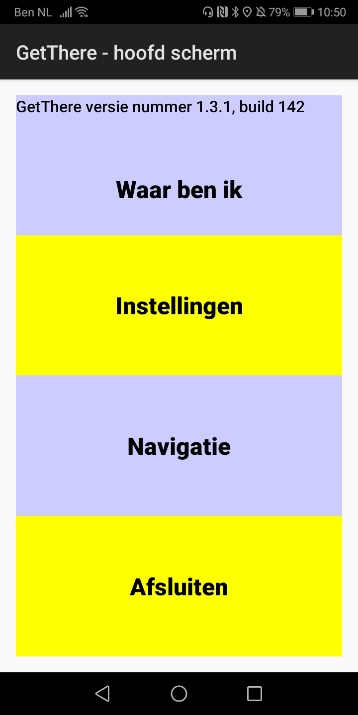 Ben NL 79% 10:50
GetThere - hoofd scherm
GetThere versie nummer 1.3.1, build 142
Waar ben ik
Instellingen
Navigatie
Afsluiten